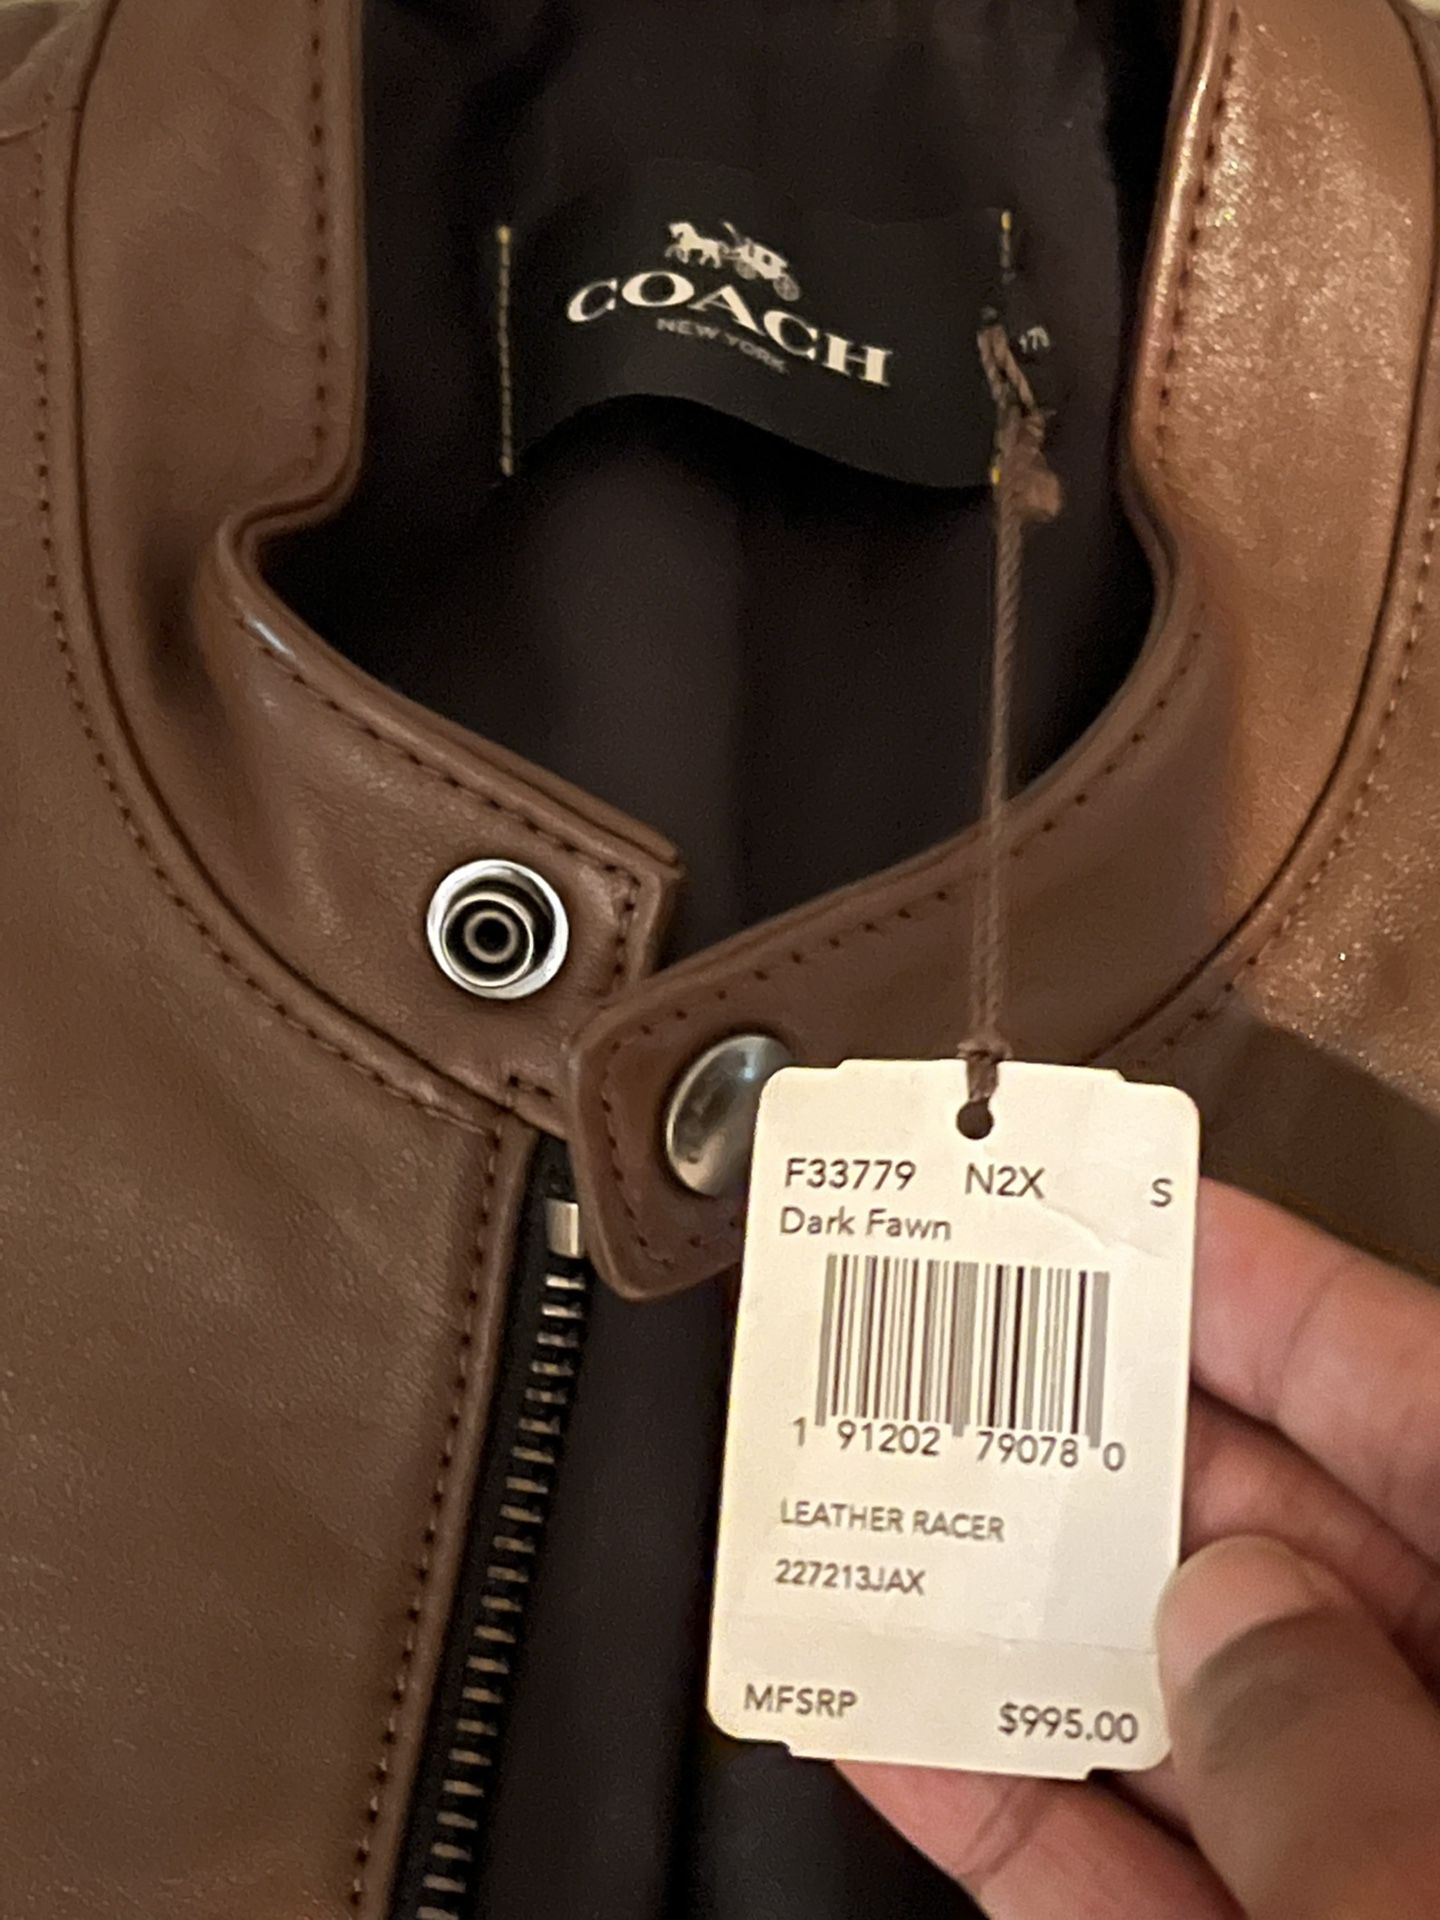 COACH
NEW YORK
F33779 N2X S
Dark Fawn
1 91202 79078 0
LEATHER RACER
227213JAX
MFSRP $995.00